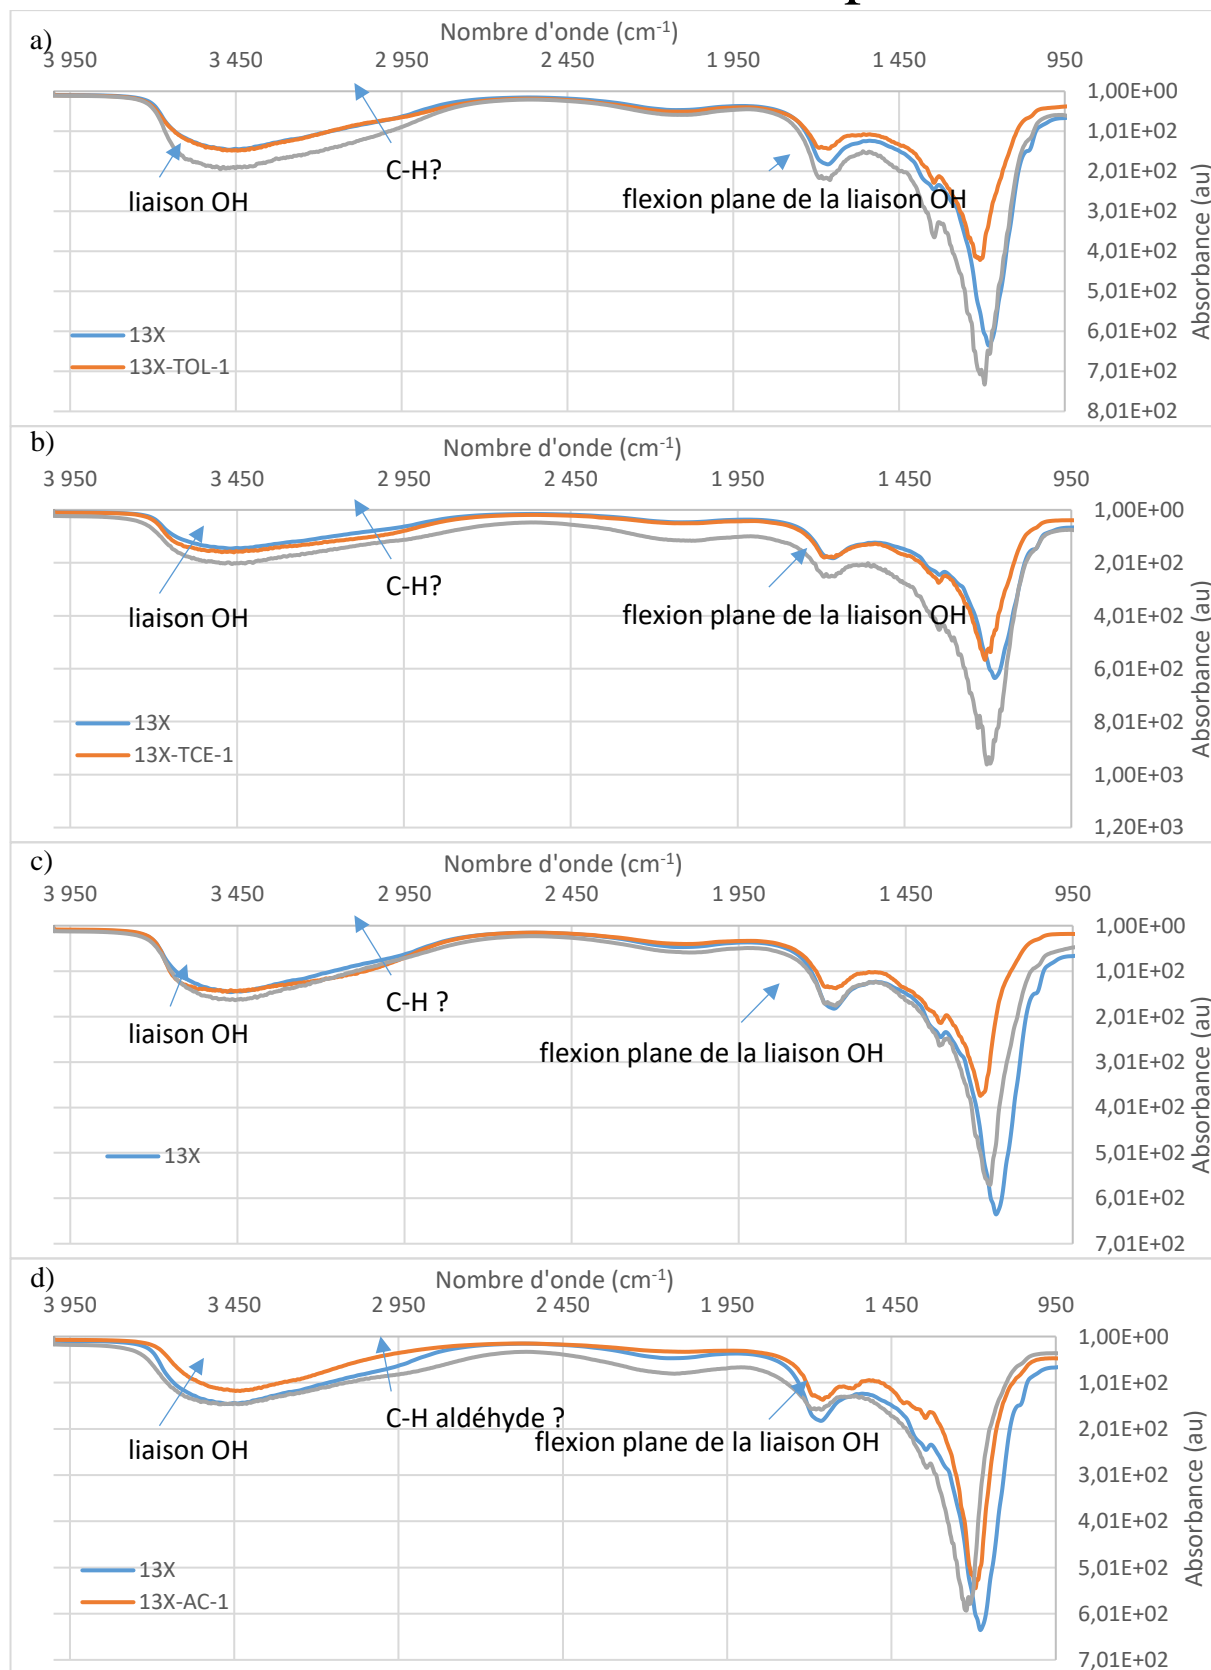 p
a)
Nombre d'onde (cm-1)
3 950 3 450 2 950 2 450 1 950 1 450 950
1,00E+00
1,01E+02
2,01E+02
3,01E+02
4,01E+02
5,01E+02
6,01E+02
7,01E+02
8,01E+02
Absorbance (au)
liaison OH
C-H?
flexion plane de la liaison OH
13X
13X-TOL-1
b)
Nombre d'onde (cm-1)
3 950 3 450 2 950 2 450 1 950 1 450 950
1,00E+00
2,01E+02
4,01E+02
6,01E+02
8,01E+02
1,00E+03
1,20E+03
Absorbance (au)
liaison OH
C-H?
flexion plane de la liaison OH
13X
13X-TCE-1
c)
Nombre d'onde (cm-1)
3 950 3 450 2 950 2 450 1 950 1 450 950
1,00E+00
1,01E+02
2,01E+02
3,01E+02
4,01E+02
5,01E+02
6,01E+02
7,01E+02
Absorbance (au)
liaison OH
C-H ?
flexion plane de la liaison OH
13X
d)
Nombre d'onde (cm-1)
3 950 3 450 2 950 2 450 1 950 1 450 950
1,00E+00
1,01E+02
2,01E+02
3,01E+02
4,01E+02
5,01E+02
6,01E+02
7,01E+02
Absorbance (au)
liaison OH
C-H aldéhyde ?
flexion plane de la liaison OH
13X
13X-AC-1